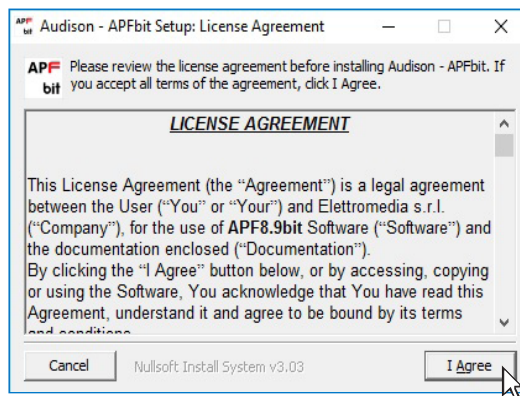 APF bit Audison - APFbit Setup: License Agreement
APF bit
Please review the license agreement before installing Audison - APFbit. If
you accept all terms of the agreement, click I Agree.
LICENSE AGREEMENT
This License Agreement (the “Agreement”) is a legal agreement
between the User (“You” or “Your”) and Elettromedia s.r.l.
(“Company”), for the use of APF8.9bit Software (“Software”) and
the documentation enclosed (“Documentation”).
By clicking the “I Agree” button below, or by accessing, copying
or using the Software, You acknowledge that You have read this
Agreement, understand it and agree to be bound by its terms
and conditions
Cancel Nullsoft Install System v3.03 I Agree